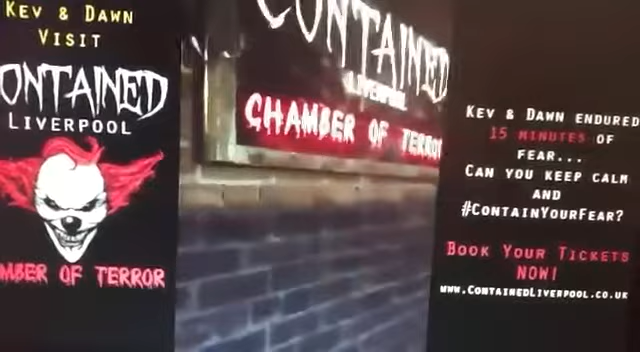 KEV & DAWN
VISIT
ONTAINED
LIVERPOOL
MBER OF TERROR
CONTAINED
LIVERPOOL
CHAMBER OF TERROR
KEV & DAWN ENDURED
15 MINUTES OF
FEAR...
CAN YOU KEEP CALM
AND
#CONTAINYOURFEAR?
BOOK YOUR TICKETS
NOW!
WWW.CONTAINEDLIVERPOOL.CO.UK